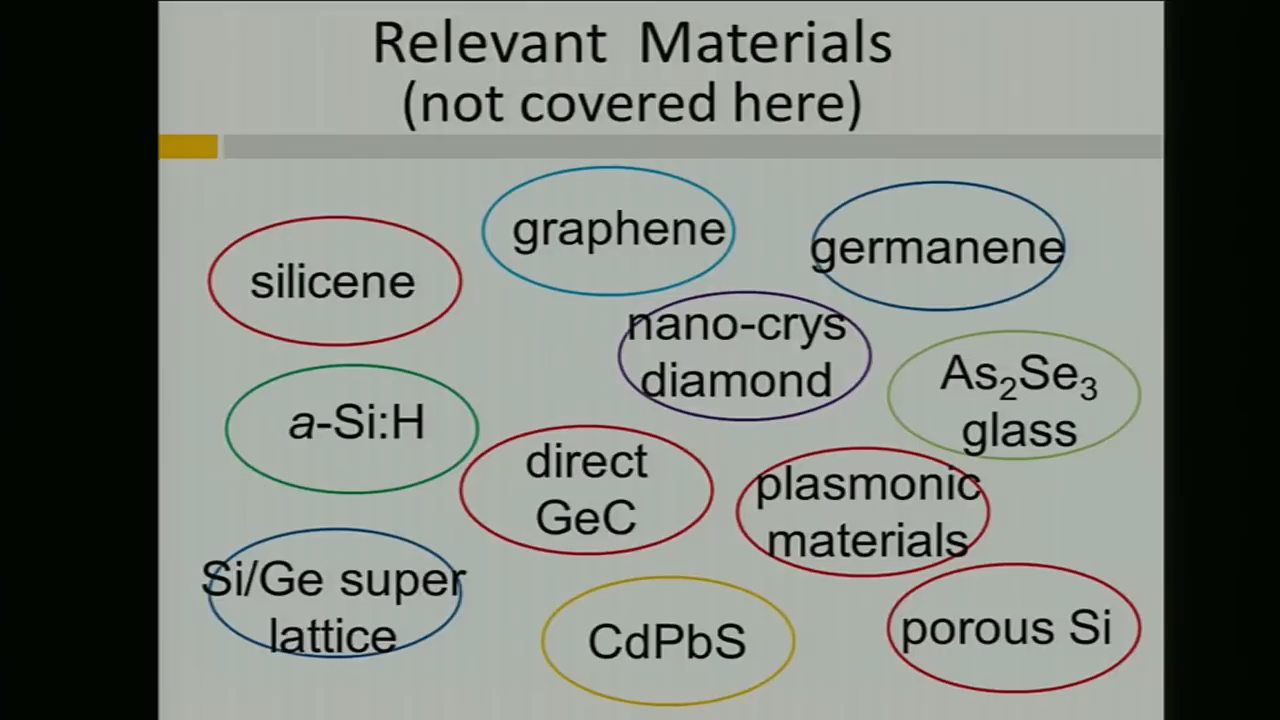 Relevant Materials
(not covered here)
graphene
germanene
silicene
nano-crys
diamond
As₂Se₃
glass
a-Si:H
direct
GeC
plasmonic
materials
Si/Ge super
lattice
CdPbS
porous Si